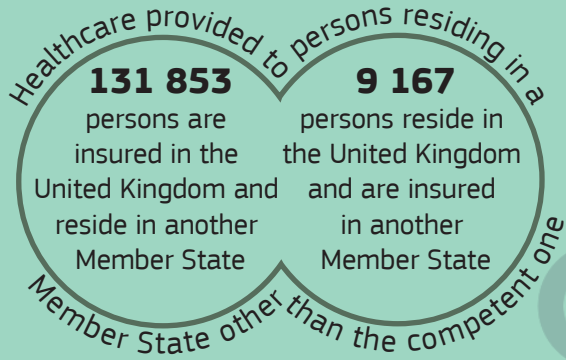 Healthcare provided to persons residing in a
131 853
persons are
insured in the
United Kingdom and
reside in another
Member State
9 167
persons reside in
the United Kingdom
and are insured
in another
Member State
Member State other than the competent one